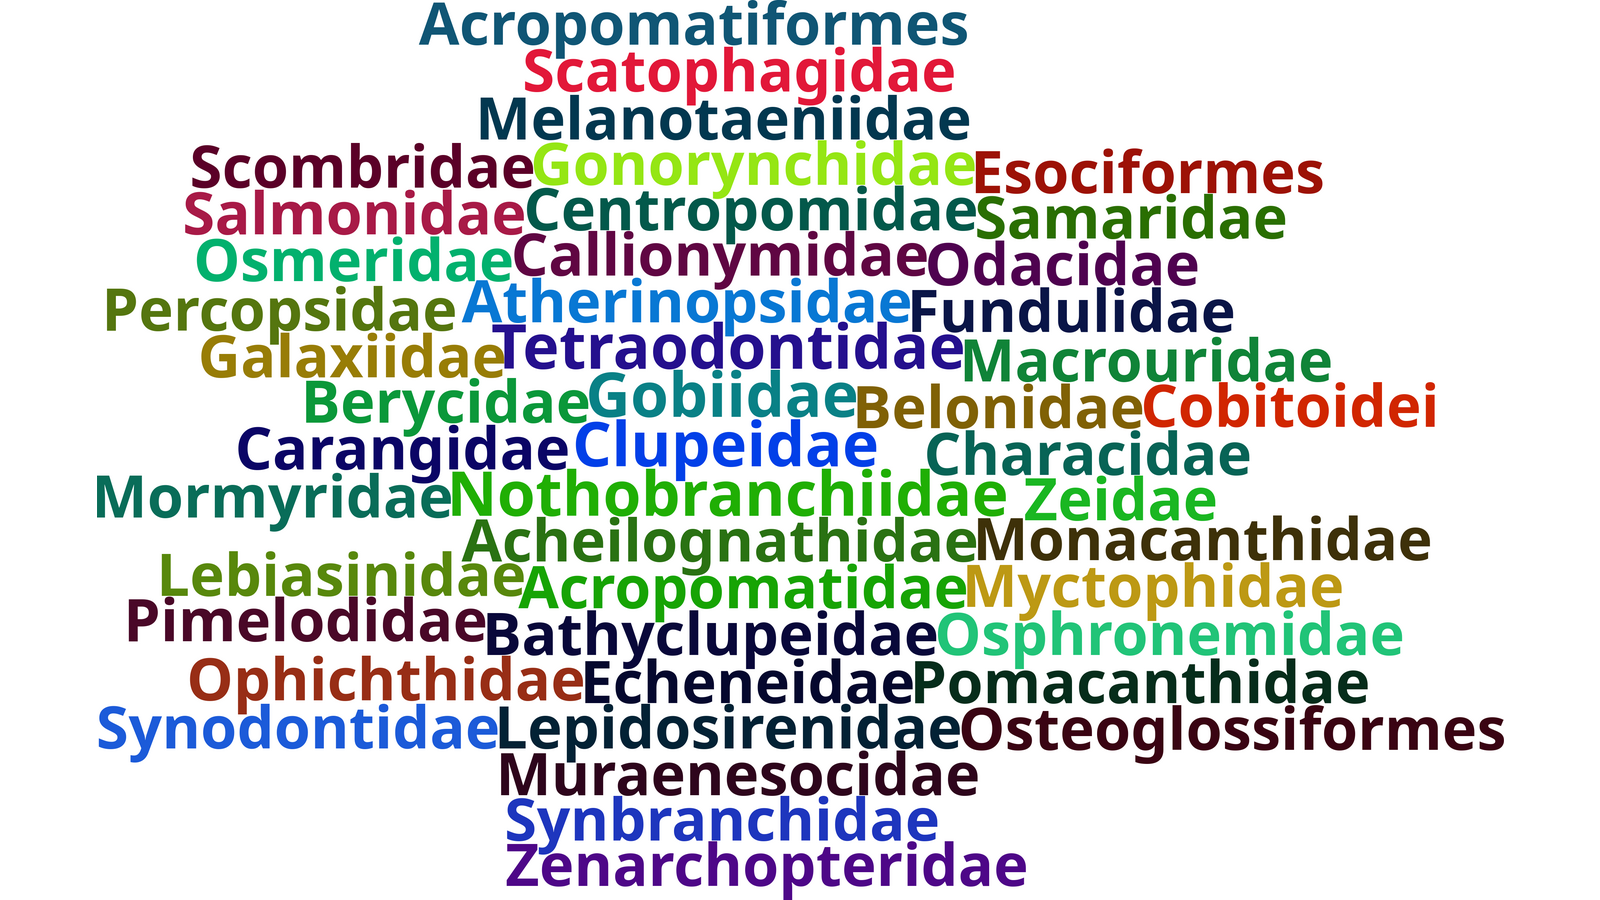 Acropomatiformes
Scatophagidae
Melanotaeniidae
Scombridae Gonorynchidae Esociformes
Salmonidae Centropomidae Samaridae
Osmeridae Callionymidae Odacidae
Percopsidae Atherinopsidae Fundulidae
Galaxiidae Tetraodontidae Macrouridae
Berycidae Gobiidae Belonidae Cobitoidei
Carangidae Clupeidae Characidae
Mormyridae Nothobranchiidae Zeidae
Acheilognathidae Monacanthidae
Lebiasinidae Acropomatidae Myctophidae
Pimelodidae Bathyclupeidae Osphronemidae
Ophichthidae Echeneidae Pomacanthidae
Synodontidae Lepidosirenidae Osteoglossiformes
Muraenesocidae
Synbranchidae
Zenarchopteridae